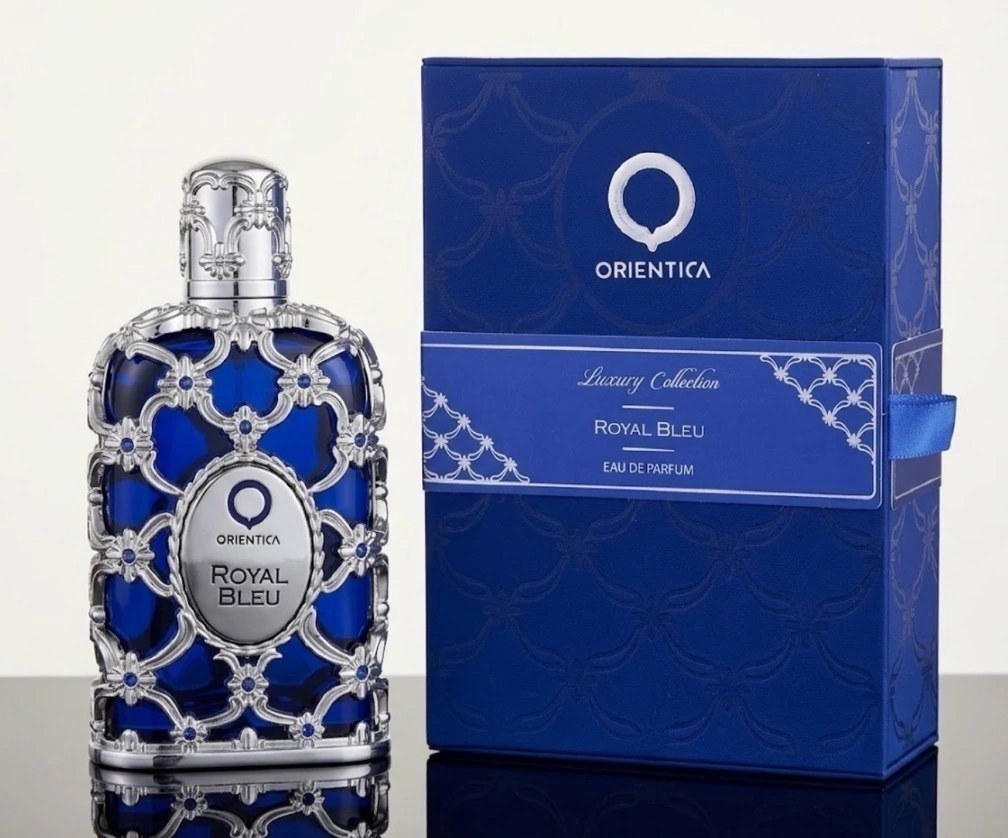 ORIENTICA
ROYAL
BLEU
ORIENTICA
Luxury Collection
ROYAL BLEU
EAU DE PARFUM